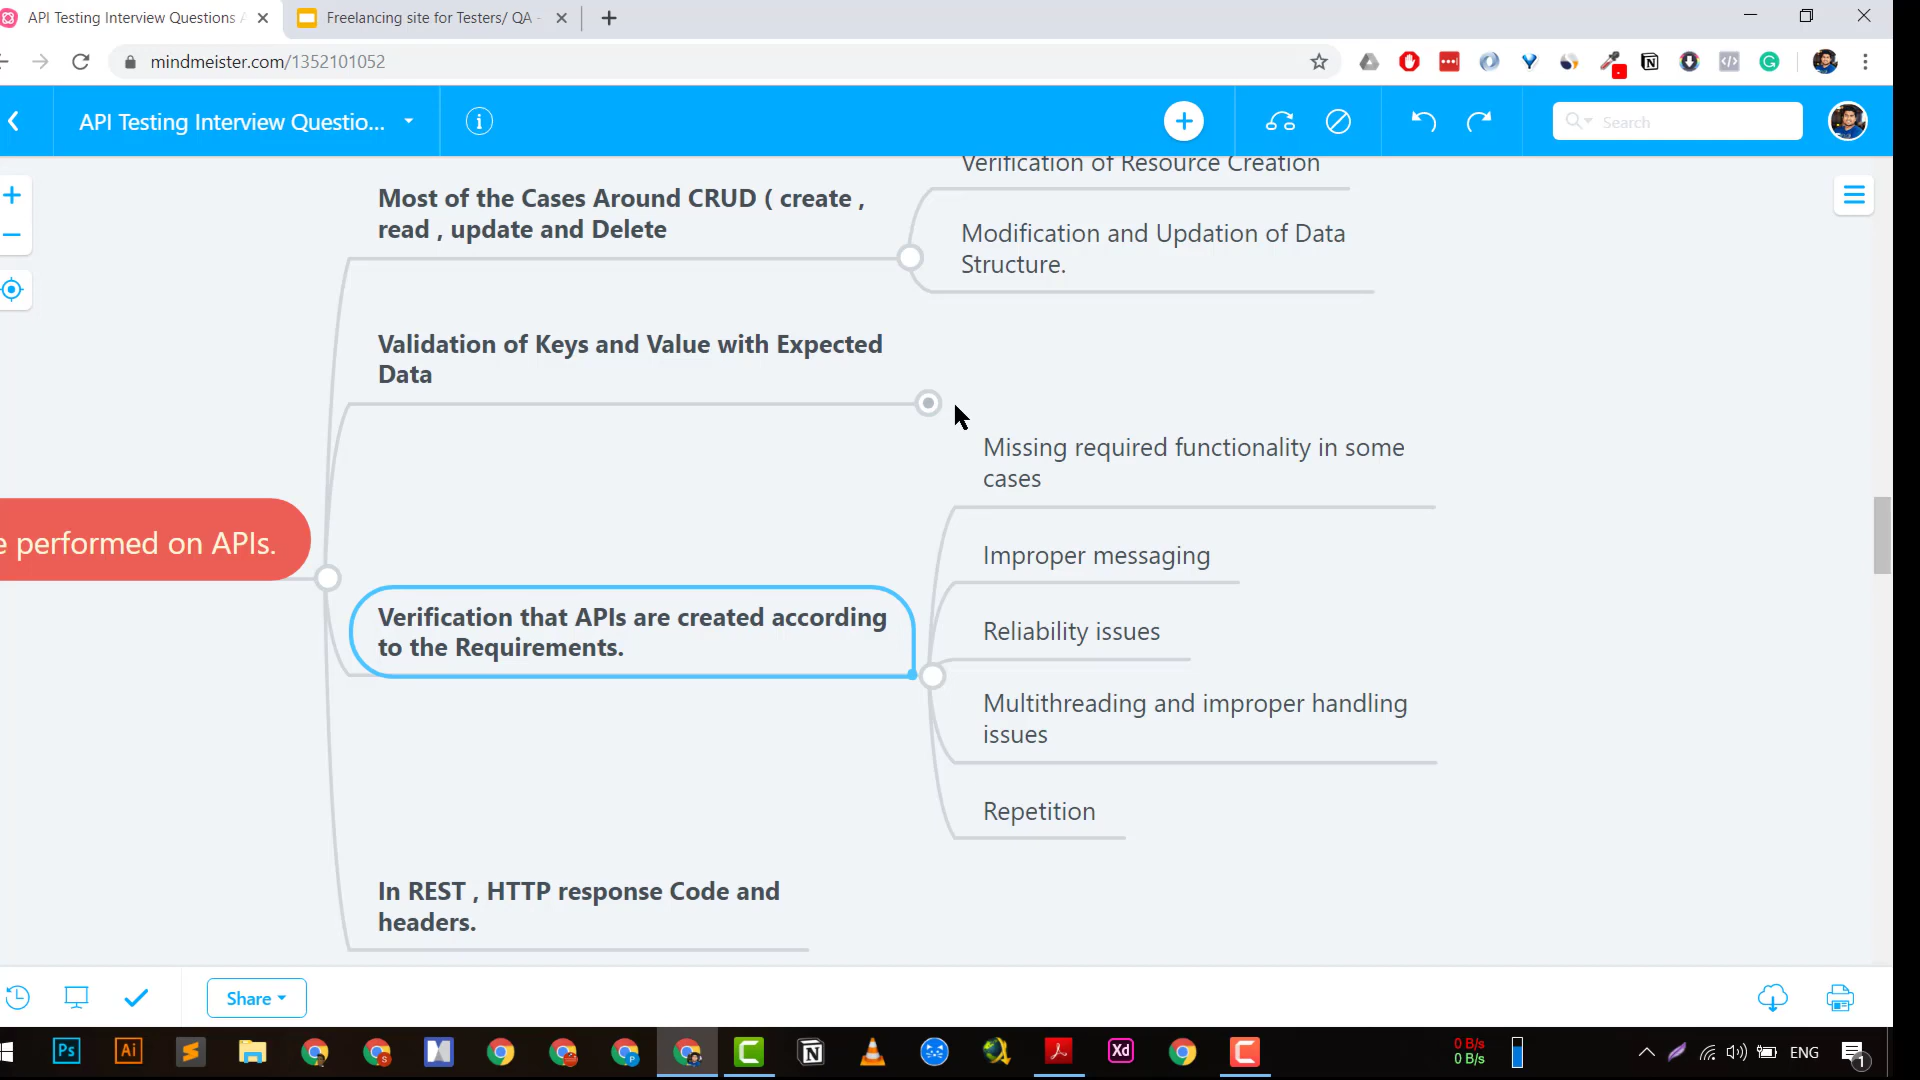 API Testing Interview Questions A
Freelancing site for Testers/ QA -
mindmeister.com/1352101052
API Testing Interview Questio...
Search
Verification of Resource Creation
Most of the Cases Around CRUD ( create ,
read , update and Delete
Modification and Updation of Data
Structure.
Validation of Keys and Value with Expected
Data
Missing required functionality in some
cases
e performed on APIs.
Improper messaging
Verification that APIs are created according
to the Requirements.
Reliability issues
Multithreading and improper handling
issues
Repetition
In REST , HTTP response Code and
headers.
Share
Ps
Ai
Xd
0 B/s
0 B/s
ENG
1